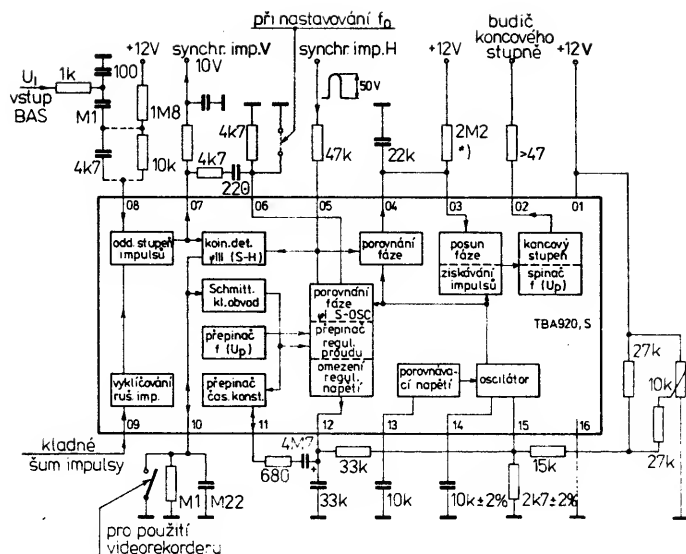 při nastavování f₀
+12V
synchr. imp. V
10V
synchr. imp. H
+12V
budič
koncového
stupně
+12V
100
1k
U₁
vstup
BAS
M1
1M8
50V
4k7
10k
4k7
4k7
220
47k
22k
2M2
*)
>47
08
07
06
05
04
03
02
01
odd. stupeň
impulsů
koin. det.
φIII (S-H)
porovnání
fáze
posun
fáze
získávání
impulsů
koncový
stupeň
spínač
f (Up)
Schmitt.
kl. obvod
přepínač
f (Up)
přepínač
čas. konst.
porovnání
fáze
φI S-OSC
přepínač
regul.
proudu
omezení
regul.
napětí
TBA920, S
vyklíčování
ruš. imp.
porovnáva-
cí napětí
oscilátor
27k
10k
09
10
11
12
13
14
15
16
kladné
šum impulsy
4M7
680
33k
15k
27k
M1
M22
33k
10k
10k±2%
2k7±2%
pro použití
videorekorderu